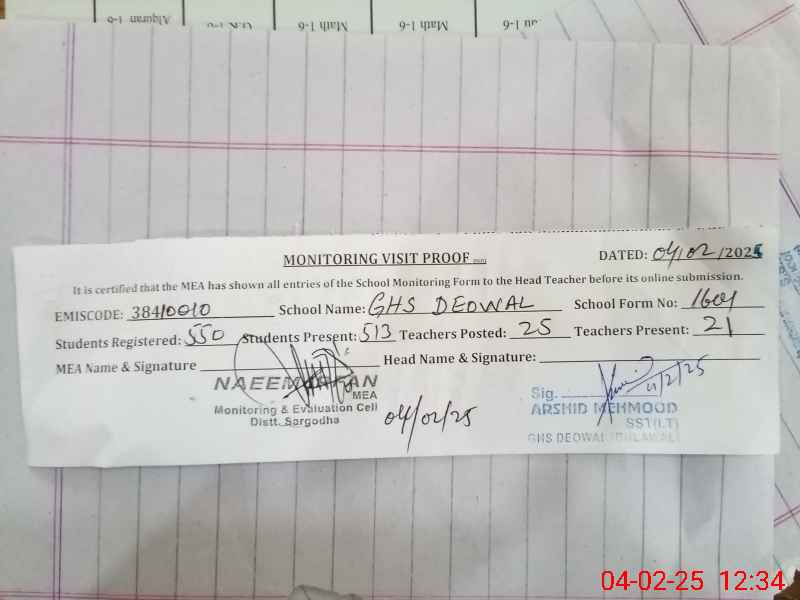 Alquran 1-6 Math 1-6 Math 1-6
MONITORING VISIT PROOF
DATED: 04/02/2025
It is certified that the MEA has shown all entries of the School Monitoring Form to the Head Teacher before its online submission.
EMISCODE: 38410010 School Name: GHS DEOWAL School Form No: 1604
Students Registered: 550 Students Present: 513 Teachers Posted: 25 Teachers Present: 21
MEA Name & Signature Head Name & Signature:
NAEEM
MEA
Monitoring & Evaluation Cell
Distt. Sargodha
04/02/25
Sig. 4/2/25
ARSHID MEHMOOD
SST(I.T)
GHS DEOWAL
04-02-25 12:34